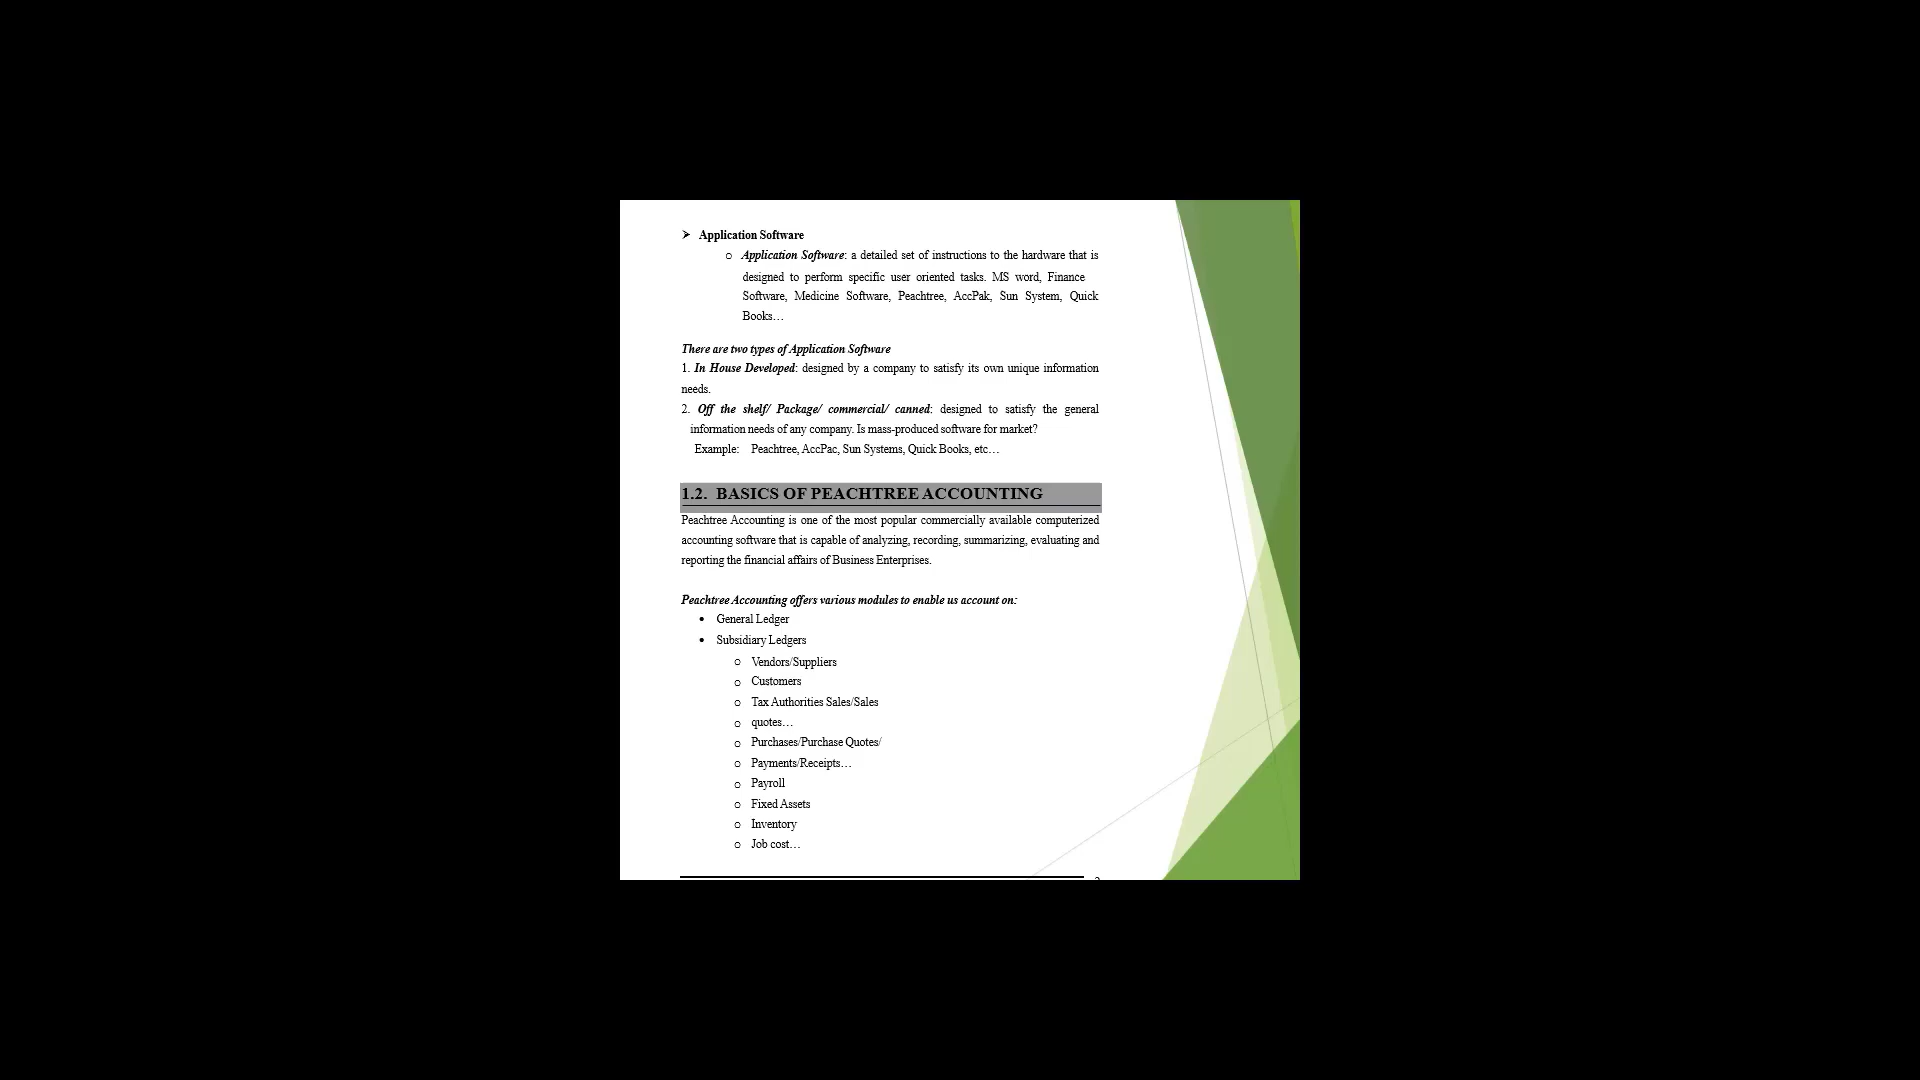 ➢ Application Software
o Application Software: a detailed set of instructions to the hardware that is
designed to perform specific user oriented tasks. MS word, Finance
Software, Medicine Software, Peachtree, AccPak, Sun System, Quick
Books…
There are two types of Application Software
1. In House Developed: designed by a company to satisfy its own unique information
needs.
2. Off the shelf/ Package/ commercial/ canned: designed to satisfy the general
information needs of any company. Is mass-produced software for market?
Example: Peachtree, AccPac, Sun Systems, Quick Books, etc…
1.2. BASICS OF PEACHTREE ACCOUNTING
Peachtree Accounting is one of the most popular commercially available computerized
accounting software that is capable of analyzing, recording, summarizing, evaluating and
reporting the financial affairs of Business Enterprises.
Peachtree Accounting offers various modules to enable us account on:
• General Ledger
• Subsidiary Ledgers
o Vendors/Suppliers
o Customers
o Tax Authorities Sales/Sales
o quotes…
o Purchases/Purchase Quotes/
o Payments/Receipts…
o Payroll
o Fixed Assets
o Inventory
o Job cost…